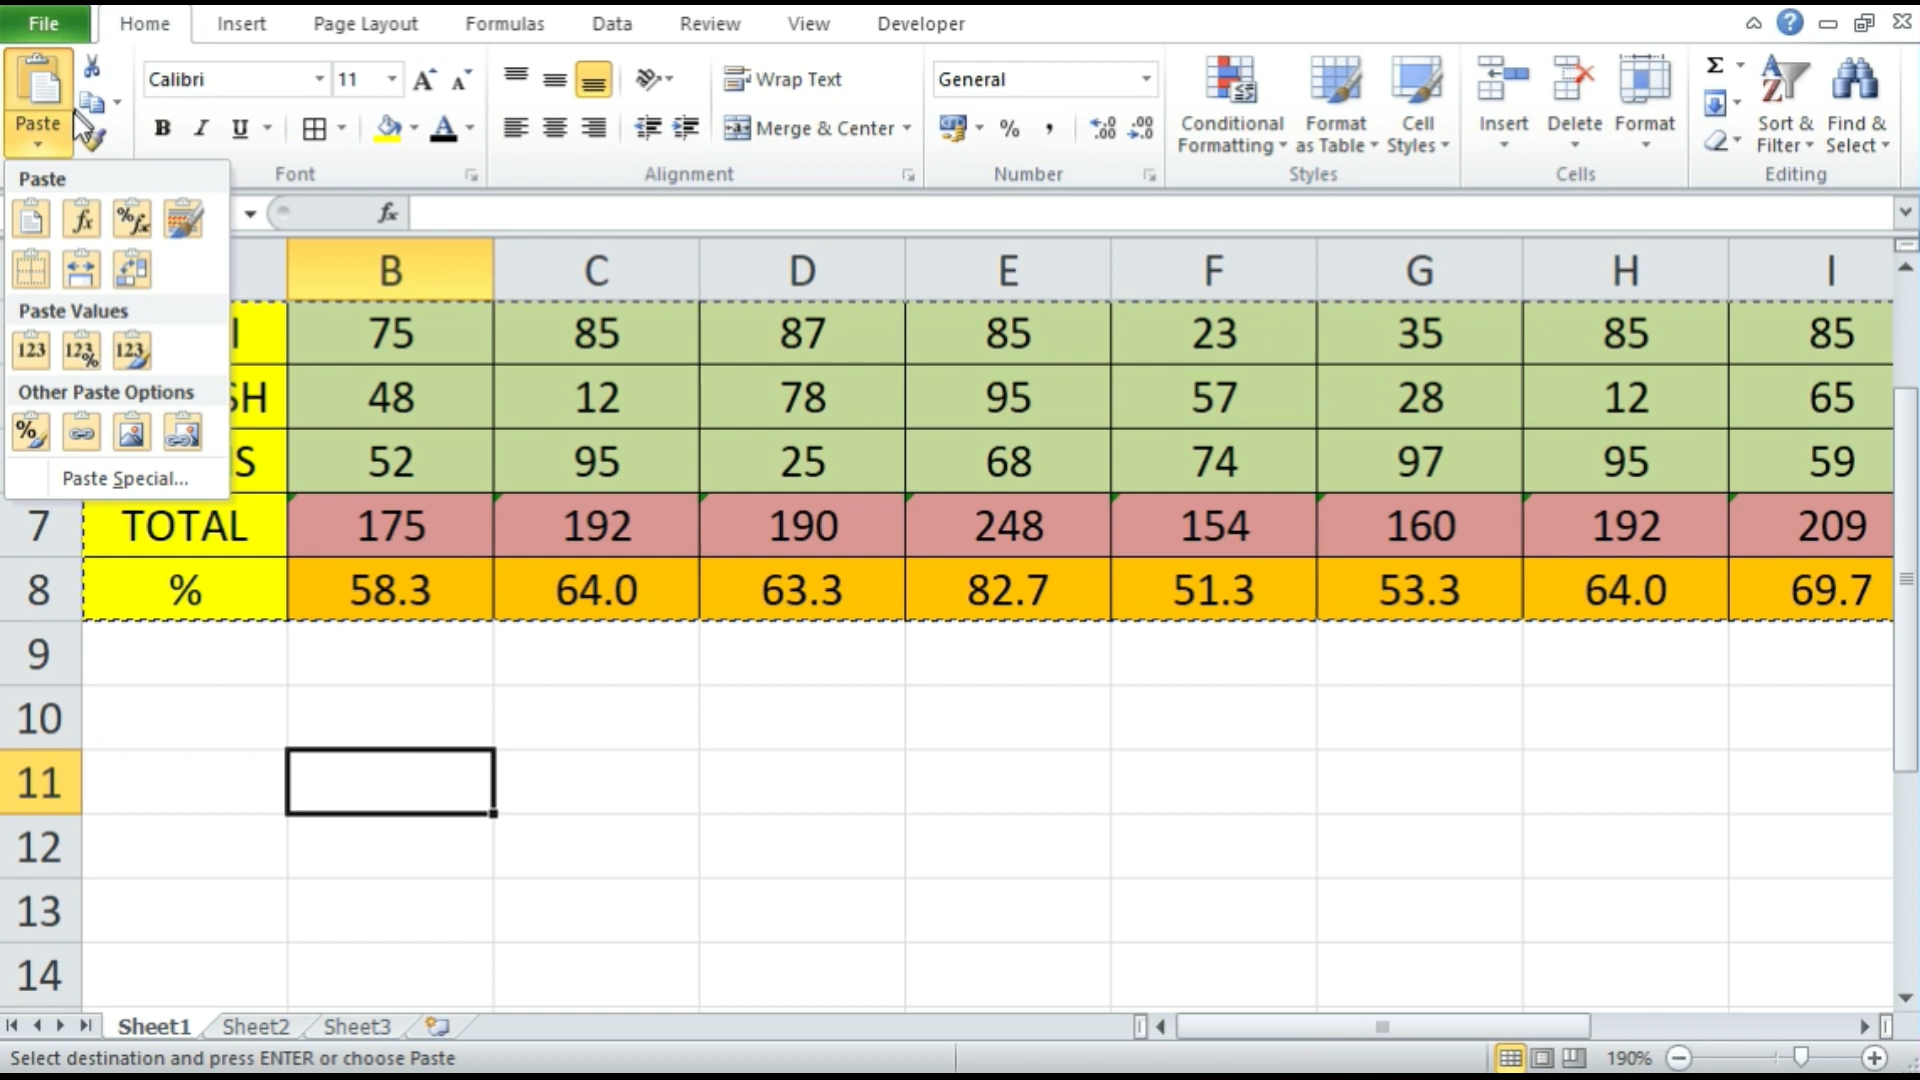 File Home Insert Page Layout Formulas Data Review View Developer
Calibri 11 Wrap Text General
Paste B I U Merge & Center % , Conditional Formatting Format as Table Cell Styles Insert Delete Format Σ Sort & Filter Find & Select
Font Alignment Number Styles Cells Editing
Paste
fx
Paste Values
123 123% 123
Other Paste Options
Paste Special...
B C D E F G H I
I 75 85 87 85 23 35 85 85
SH 48 12 78 95 57 28 12 65
S 52 95 25 68 74 97 95 59
7 TOTAL 175 192 190 248 154 160 192 209
8 % 58.3 64.0 63.3 82.7 51.3 53.3 64.0 69.7
9
10
11
12
13
14
Sheet1 Sheet2 Sheet3
Select destination and press ENTER or choose Paste 190%